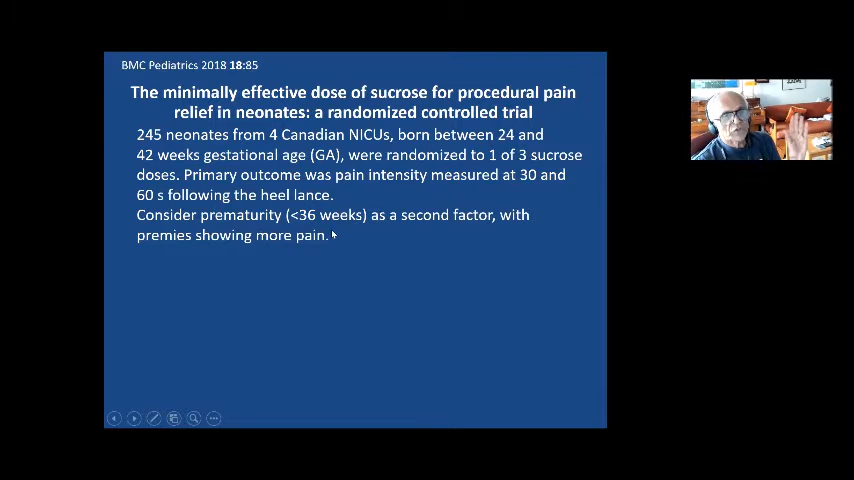 BMC Pediatrics 2018 18:85
The minimally effective dose of sucrose for procedural pain
relief in neonates: a randomized controlled trial
245 neonates from 4 Canadian NICUs, born between 24 and
42 weeks gestational age (GA), were randomized to 1 of 3 sucrose
doses. Primary outcome was pain intensity measured at 30 and
60 s following the heel lance.
Consider prematurity (<36 weeks) as a second factor, with
premies showing more pain.